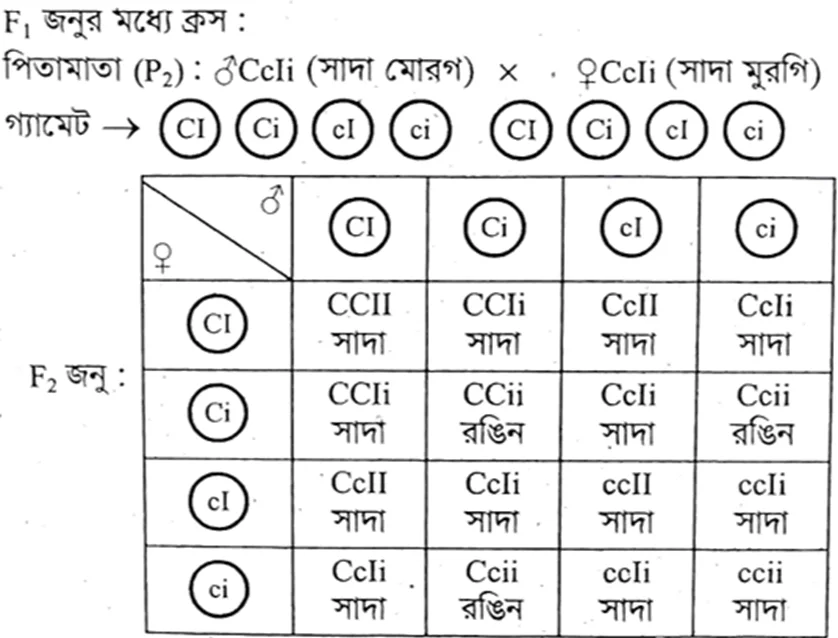 F₁ জনুর মধ্যে ক্রস :
পিতামাতা (P₂) : ♂CcIi (সাদা মোরগ) × ♀CcIi (সাদা মুরগি)
গ্যামেট → CI Ci cI ci CI Ci cI ci
♂ ♀ CI Ci cI ci
F₂ জনু :
CI CCII সাদা CCIi সাদা CcII সাদা CcIi সাদা
Ci CCIi সাদা CCii রঙিন CcIi সাদা Ccii রঙিন
cI CcII সাদা CcIi সাদা ccII সাদা ccIi সাদা
ci CcIi সাদা Ccii রঙিন ccIi সাদা ccii সাদা